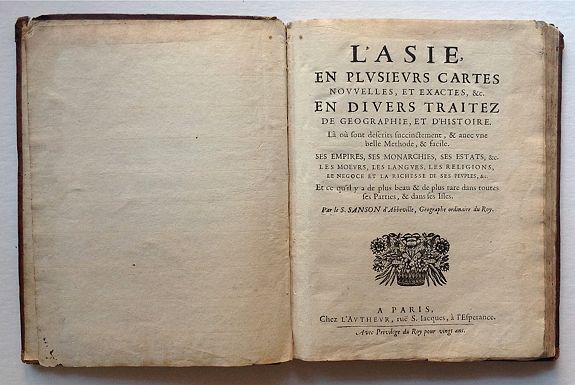 L'ASIE,
EN PLVSIEVRS CARTES
NOVVELLES, ET EXACTES, &c.
EN DIVERS TRAITEZ
DE GEOGRAPHIE, ET D'HISTOIRE.
Là où sont descrits succinctement, & auec vne
belle Methode, & facile.
SES EMPIRES, SES MONARCHIES, SES ESTATS, &c.
LES MOEVRS, LES LANGVES, LES RELIGIONS,
LE NEGOCE ET LA RICHESSE DE SES PEVPLES, &c.
Et ce qu'il y a de plus beau & de plus rare dans toutes
ses Parties, & dans ses Isles.
Par le S. SANSON d'Abbeville, Geographe ordinaire du Roy.
A PARIS,
Chez L'AVTHEVR, ruë S. Iacques, à l'Esperance.
Avec Privilege du Roy pour vingt ans.